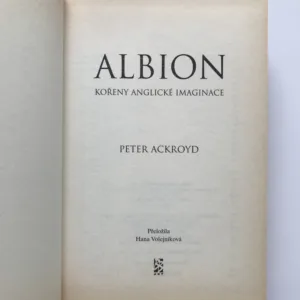 ALBION
KOŘENY ANGLICKÉ IMAGINACE
PETER ACKROYD
Přeložila
Hana Volejníková